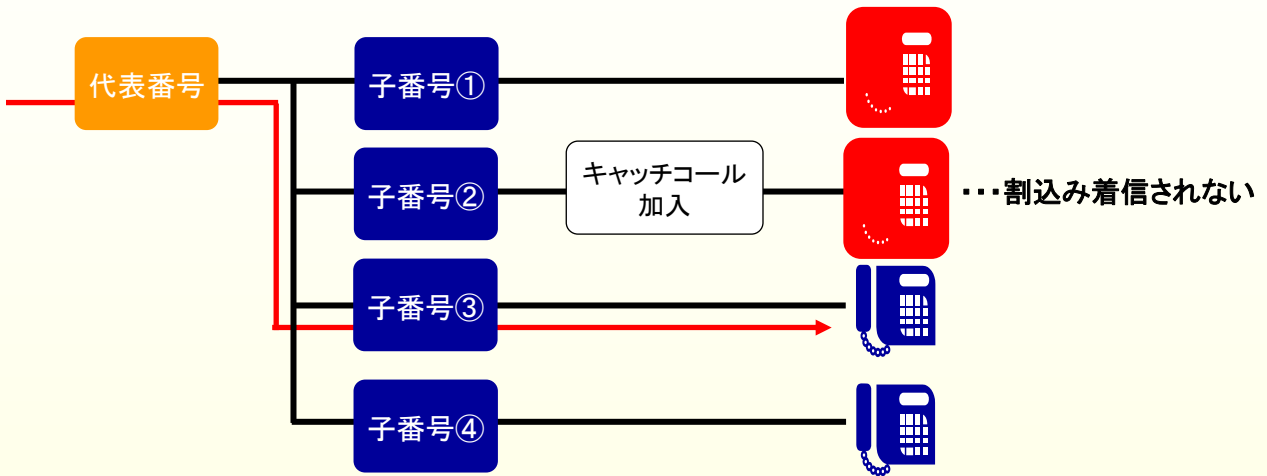 代表番号
子番号①
子番号②
キャッチコール
加入
・・・割込み着信されない
子番号③
子番号④